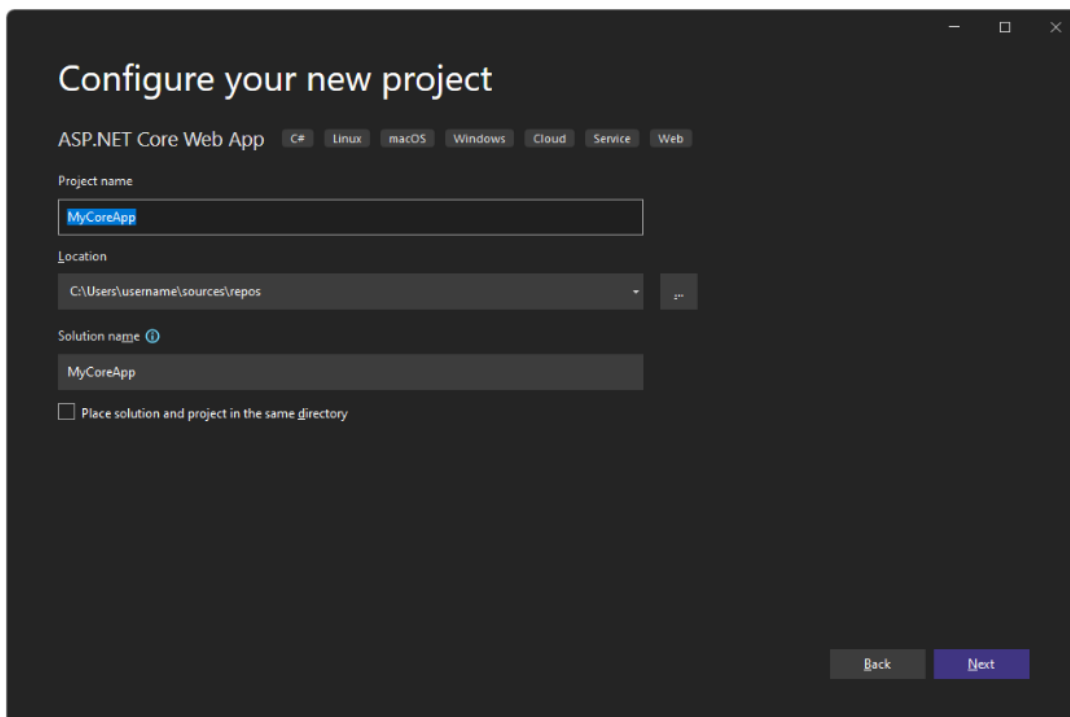 Configure your new project
ASP.NET Core Web App C# Linux macOS Windows Cloud Service Web
Project name
MyCoreApp
Location
C:\Users\username\sources\repos
...
Solution name
MyCoreApp
Place solution and project in the same directory
Back Next